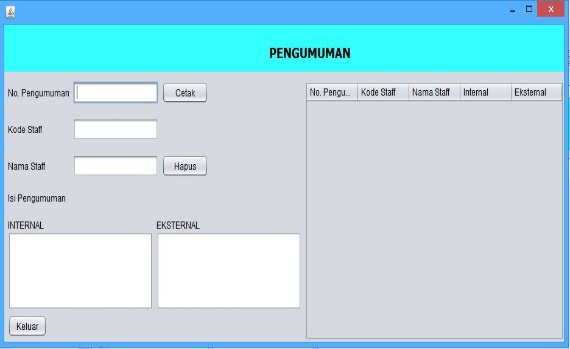 PENGUMUMAN
No. Pengumuman
Cetak
Kode Staff
Nama Staff
Hapus
Isi Pengumuman
INTERNAL
EKSTERNAL
Keluar
No. Pengu... Kode Staff Nama Staff Internal Eksternal